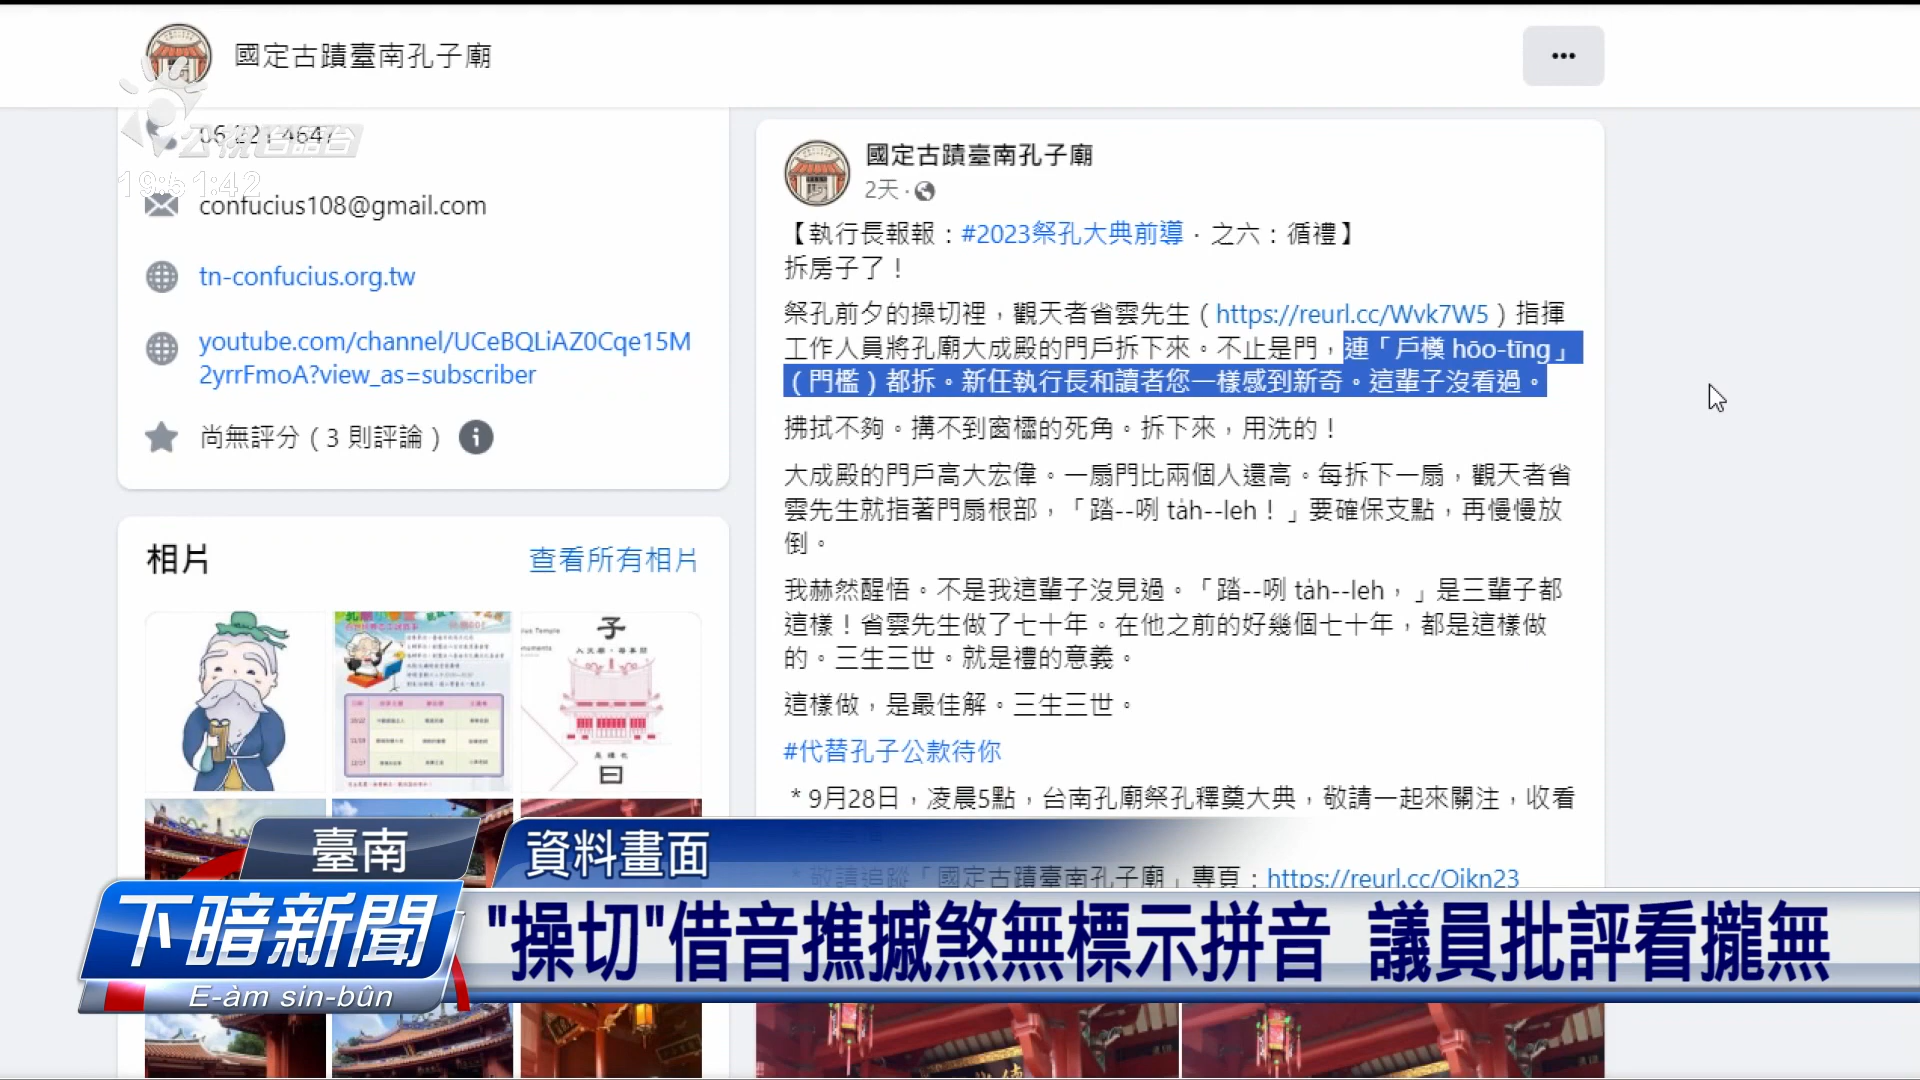 國定古蹟臺南孔子廟
公視台語台
19:51:42
06 221 4647
confucius108@gmail.com
tn-confucius.org.tw
youtube.com/channel/UCeBQLiAZ0Cqe15M
2yrrFmoA?view_as=subscriber
尚無評分（3 則評論）
相片
查看所有相片
子
曰
國定古蹟臺南孔子廟
2天
【執行長報報：#2023祭孔大典前導．之六：循禮】
拆房子了！
祭孔前夕的操切裡，觀天者省雲先生（https://reurl.cc/Wvk7W5）指揮
工作人員將孔廟大成殿的門戶拆下來。不止是門，連「戶橂 hōo-tīng」
（門檻）都拆。新任執行長和讀者您一樣感到新奇。這輩子沒看過。
拂拭不夠。搆不到窗櫺的死角。拆下來，用洗的！
大成殿的門戶高大宏偉。一扇門比兩個人還高。每拆下一扇，觀天者省
雲先生就指著門扇根部，「踏--咧 ta̍h--leh！」要確保支點，再慢慢放
倒。
我赫然醒悟。不是我這輩子沒見過。「踏--咧 ta̍h--leh，」是三輩子都
這樣！省雲先生做了七十年。在他之前的好幾個七十年，都是這樣做
的。三生三世。就是禮的意義。
這樣做，是最佳解。三生三世。
#代替孔子公款待你
* 9月28日，凌晨5點，台南孔廟祭孔釋奠大典，敬請一起來關注，收看
* 敬請追蹤「國定古蹟臺南孔子廟」專頁：https://reurl.cc/Oikn23
臺南
資料畫面
下暗新聞
E-àm sin-bûn
"操切"借音撨摵煞無標示拼音 議員批評看攏無